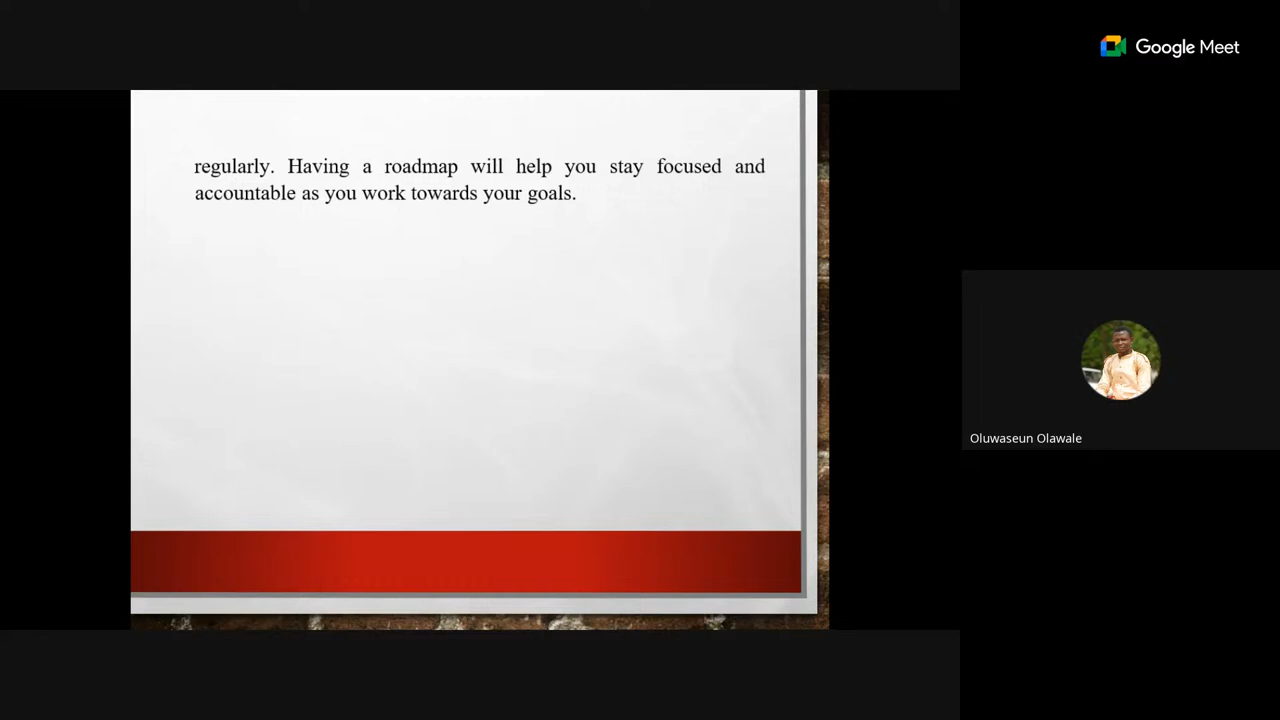 Google Meet
regularly. Having a roadmap will help you stay focused and
accountable as you work towards your goals.
Oluwaseun Olawale